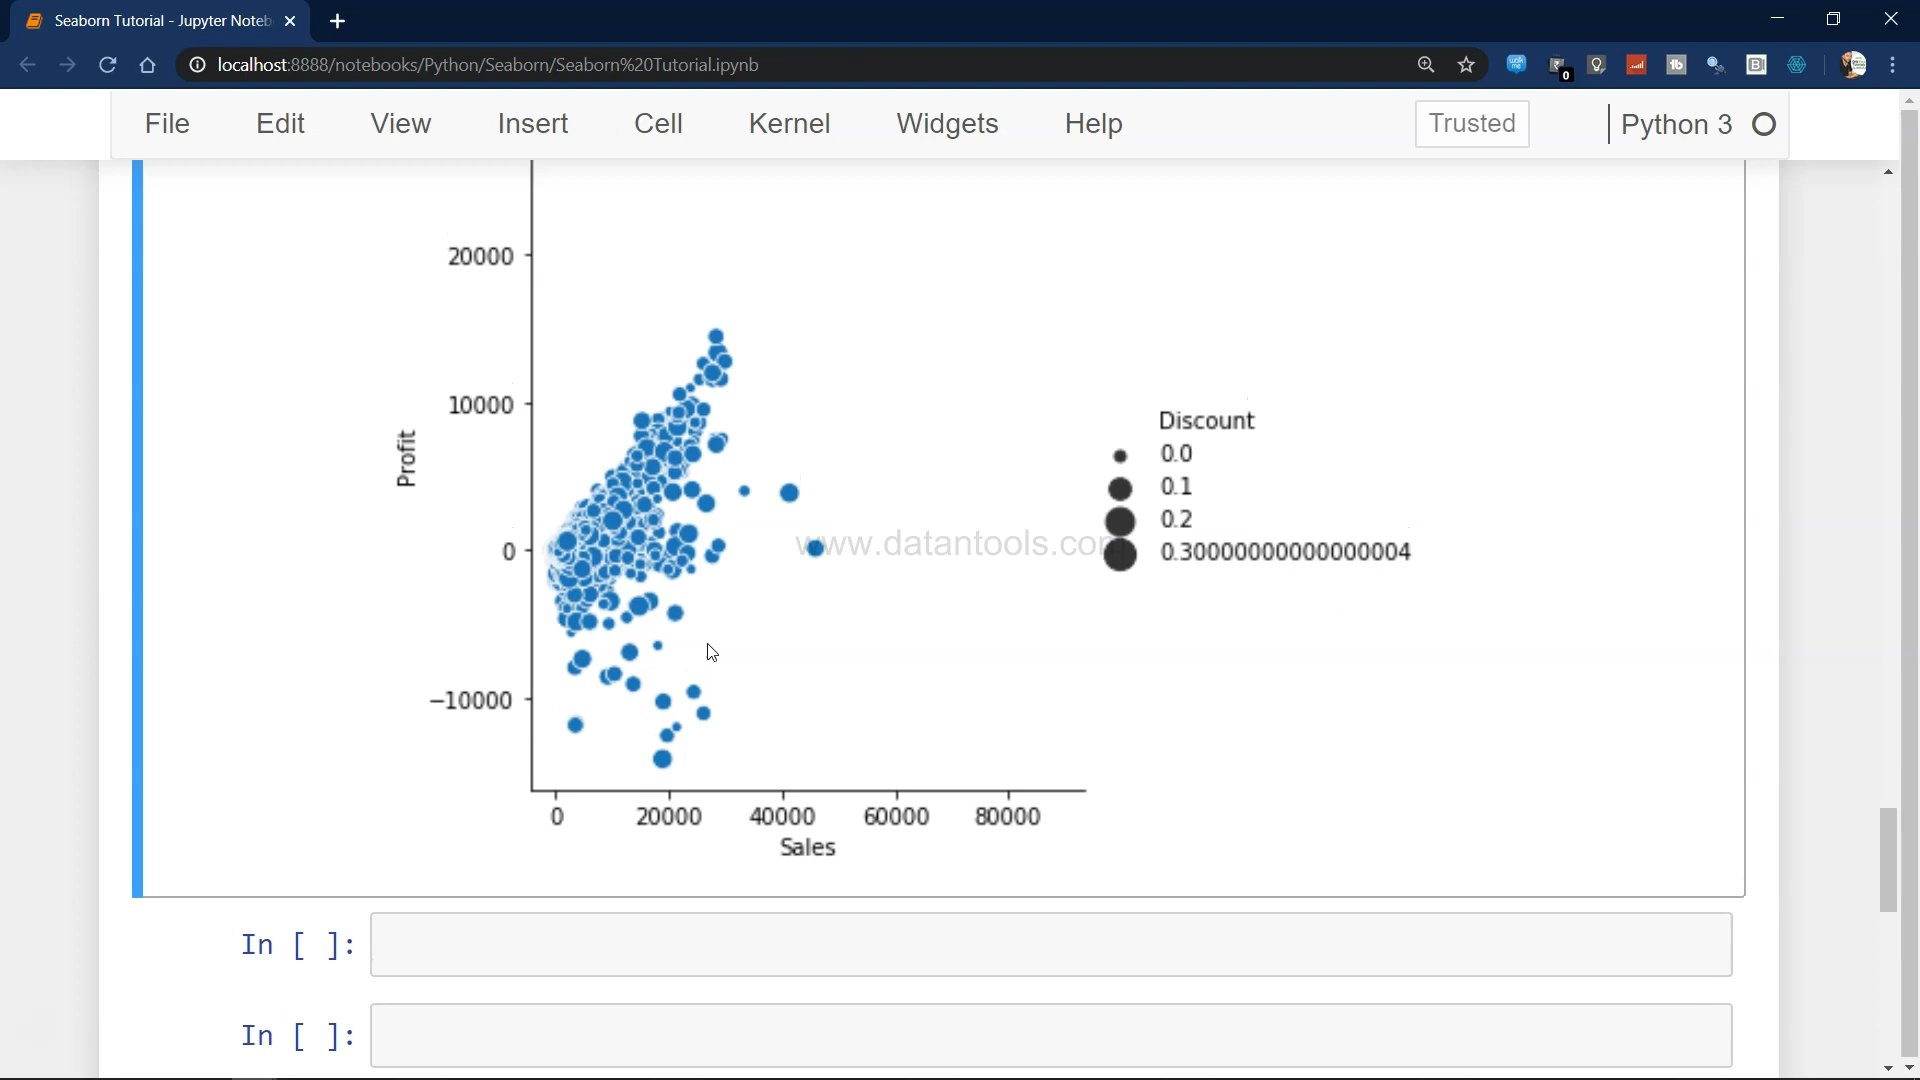 Seaborn Tutorial - Jupyter Noteb
localhost:8888/notebooks/Python/Seaborn/Seaborn%20Tutorial.ipynb
0
File Edit View Insert Cell Kernel Widgets Help Trusted Python 3
20000
10000
0
−10000
Profit
0 20000 40000 60000 80000
Sales
Discount
0.0
0.1
0.2
0.30000000000000004
www.datantools.com
In [ ]:
In [ ]: